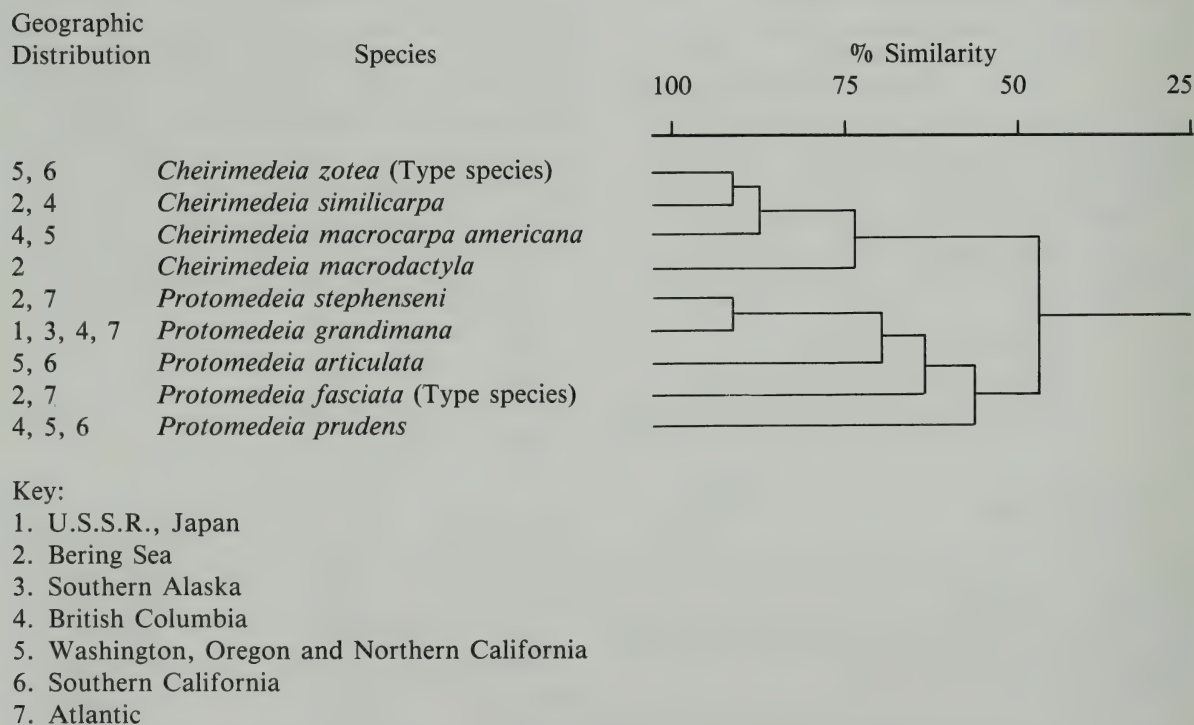 Geographic
Distribution Species % Similarity
100 75 50 25
5, 6 Cheirimedeia zotea (Type species)
2, 4 Cheirimedeia similicarpa
4, 5 Cheirimedeia macrocarpa americana
2 Cheirimedeia macrodactyla
2, 7 Protomedeia stephenseni
1, 3, 4, 7 Protomedeia grandimana
5, 6 Protomedeia articulata
2, 7 Protomedeia fasciata (Type species)
4, 5, 6 Protomedeia prudens
Key:
1. U.S.S.R., Japan
2. Bering Sea
3. Southern Alaska
4. British Columbia
5. Washington, Oregon and Northern California
6. Southern California
7. Atlantic